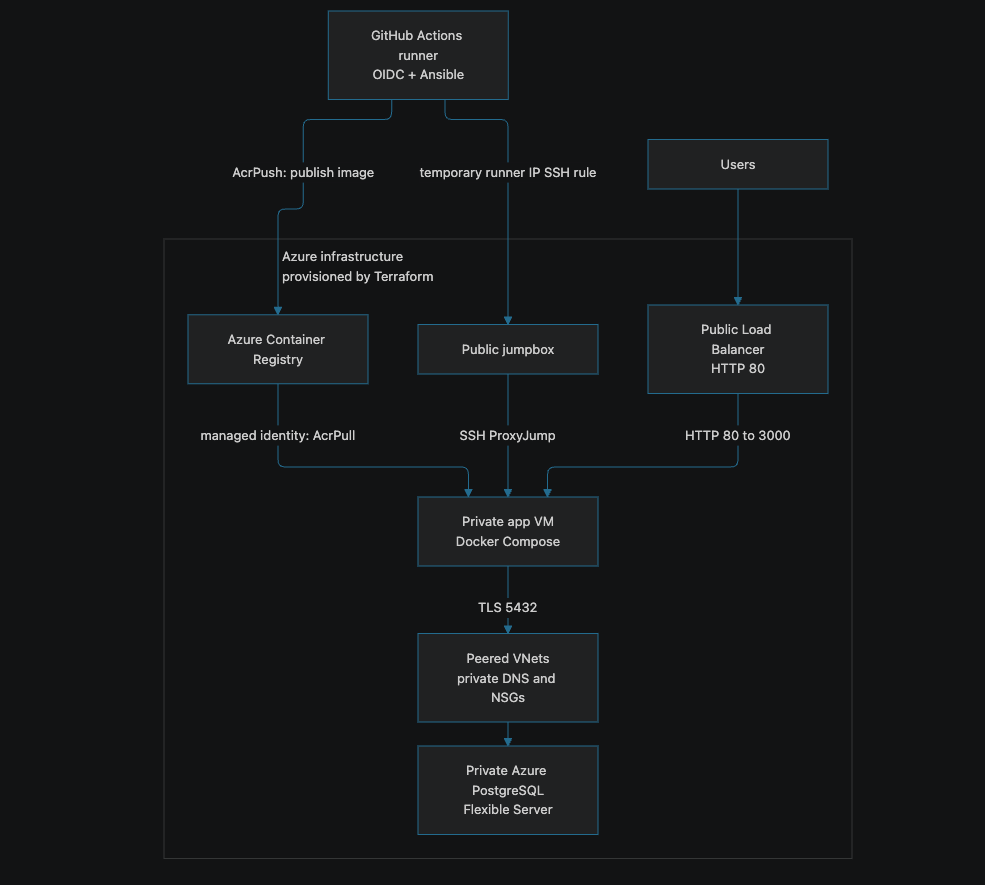 GitHub Actions
runner
OIDC + Ansible
AcrPush: publish image
temporary runner IP SSH rule
Users
Azure infrastructure
provisioned by Terraform
Azure Container
Registry
Public jumpbox
Public Load
Balancer
HTTP 80
managed identity: AcrPull
SSH ProxyJump
HTTP 80 to 3000
Private app VM
Docker Compose
TLS 5432
Peered VNets
private DNS and
NSGs
Private Azure
PostgreSQL
Flexible Server